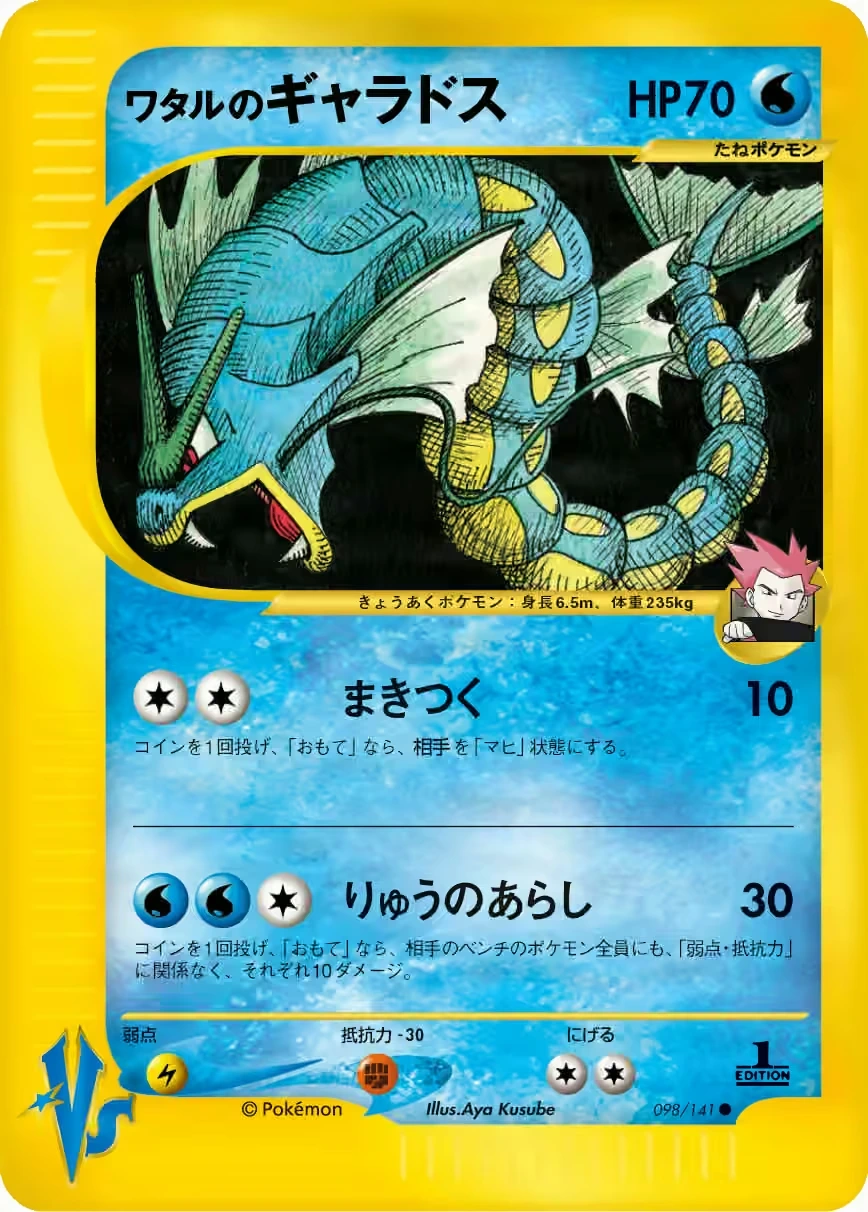 ワタルのギャラドス HP70
たねポケモン
きょうあくポケモン：身長6.5m、体重235kg
まきつく 10
コインを1回投げ、「おもて」なら、相手を「マヒ」状態にする。
りゅうのあらし 30
コインを1回投げ、「おもて」なら、相手のベンチのポケモン全員にも、「弱点・抵抗力」
に関係なく、それぞれ10ダメージ。
弱点 抵抗力 -30 にげる
1
EDITION
Vs
© Pokémon Illus.Aya Kusube 098/141 ●